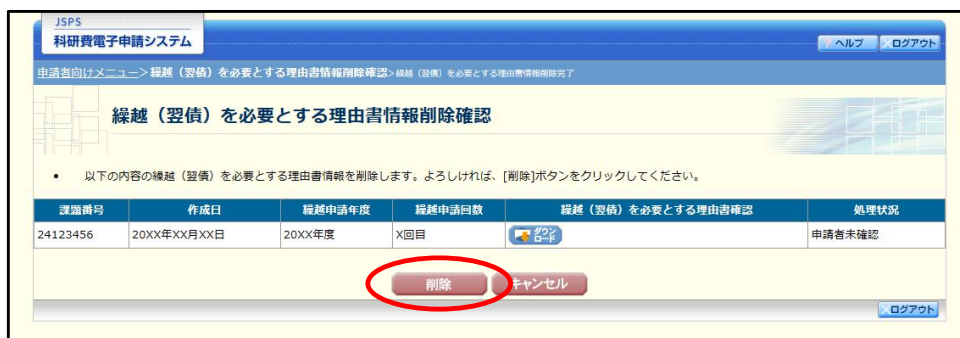 JSPS
科研費電子申請システム
ヘルプ
ログアウト
申請者向けメニュー>繰越（翌債）を必要とする理由書情報削除確認>繰越（翌債）を必要とする理由書情報削除完了
繰越（翌債）を必要とする理由書情報削除確認
• 以下の内容の繰越（翌債）を必要とする理由書情報を削除します。よろしければ、[削除]ボタンをクリックしてください。
課題番号 作成日 繰越申請年度 繰越申請回数 繰越（翌債）を必要とする理由書確認 処理状況
24123456 20XX年XX月XX日 20XX年度 X回目 ダウンロード 申請者未確認
削除 キャンセル
ログアウト